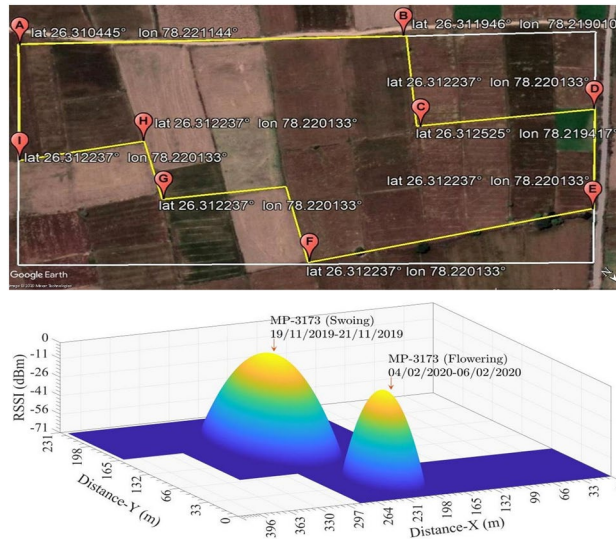 A
B
lat 26.310445° lon 78.221144°
lat 26.311946° lon 78.219010
D
C
H
lat 26.312237° lon 78.220133°
lat 26.312237° lon 78.220133°
lat 26.312525° lon 78.219417°
I
lat 26.312237° lon 78.220133°
G
lat 26.312237° lon 78.220133°
E
lat 26.312237° lon 78.220133°
F
lat 26.312237° lon 78.220133°
Google Earth
N
MP-3173 (Swoing)
19/11/2019-21/11/2019
MP-3173 (Flowering)
04/02/2020-06/02/2020
RSSI (dBm)
0
-11
-26
-41
-56
-71
231
198
165
132
66
33
0
Distance-Y (m)
396
363
330
297
264
231
198
165
132
99
66
33
Distance-X (m)